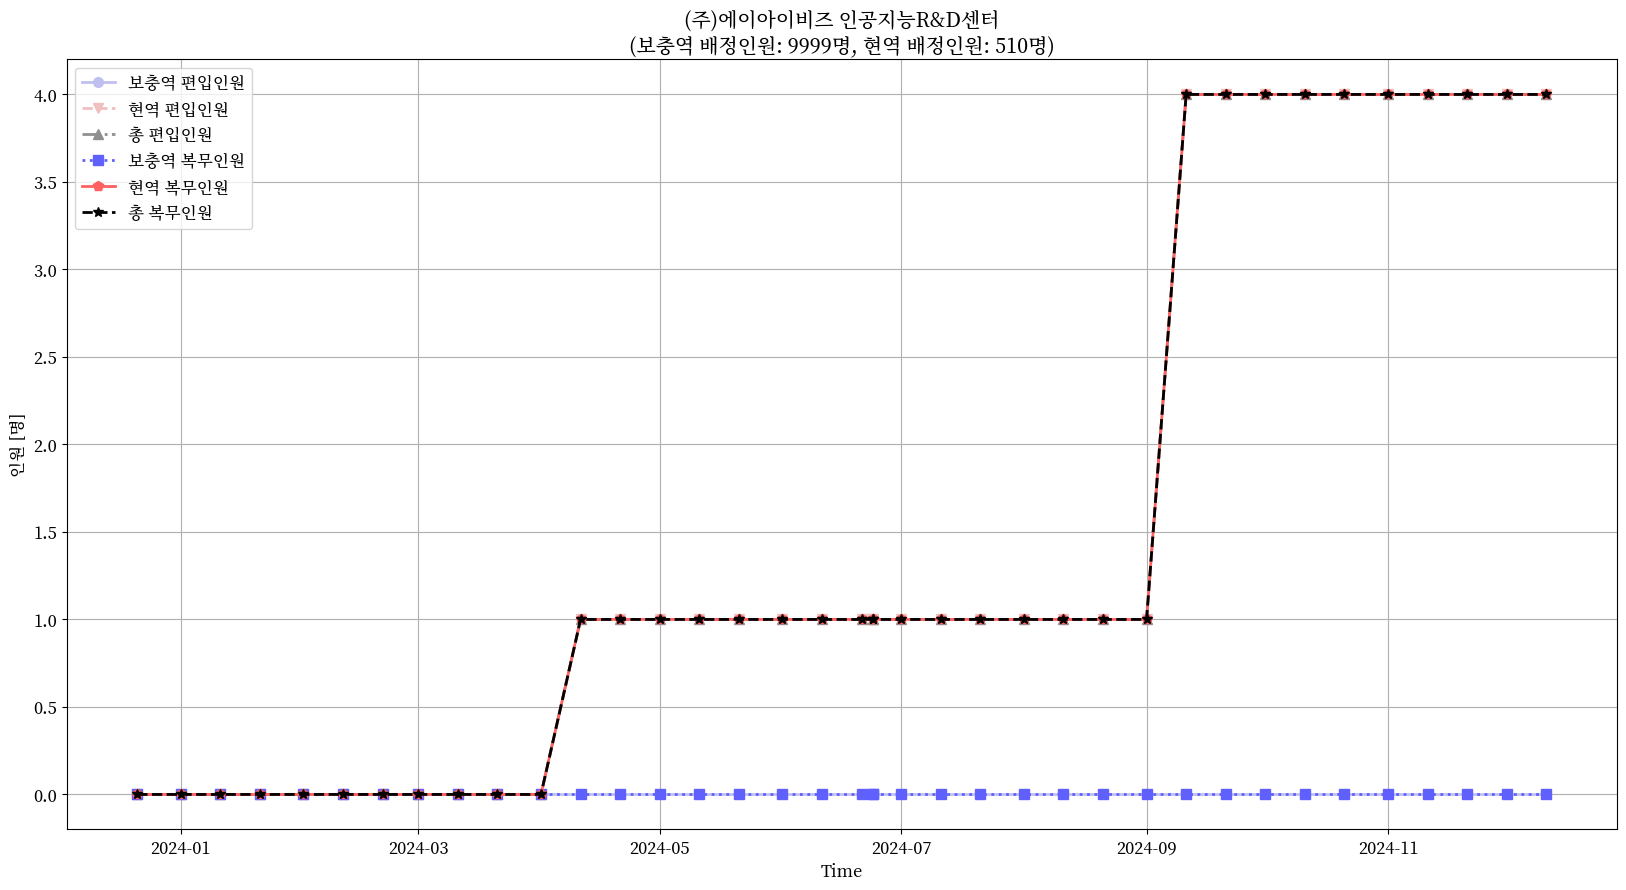 (주)에이아이비즈 인공지능R&D센터
(보충역 배정인원: 9999명, 현역 배정인원: 510명)
보충역 편입인원
현역 편입인원
총 편입인원
보충역 복무인원
현역 복무인원
총 복무인원
4.0
3.5
3.0
2.5
2.0
1.5
1.0
0.5
0.0
인원 [명]
2024-01 2024-03 2024-05 2024-07 2024-09 2024-11
Time